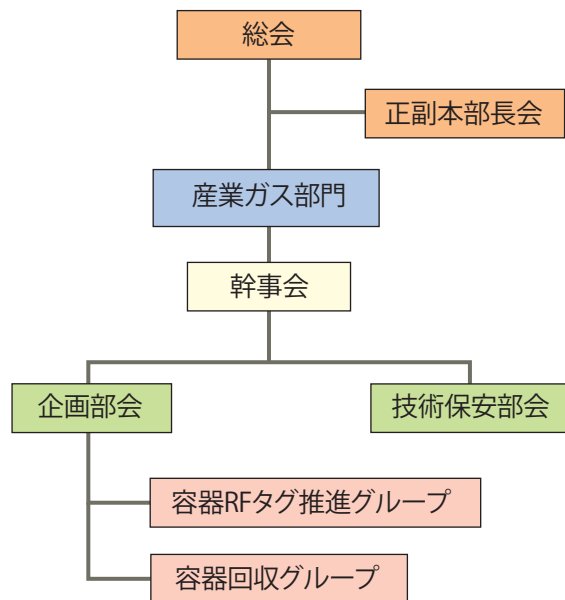 総会
正副本部長会
産業ガス部門
幹事会
企画部会
技術保安部会
容器RFタグ推進グループ
容器回収グループ